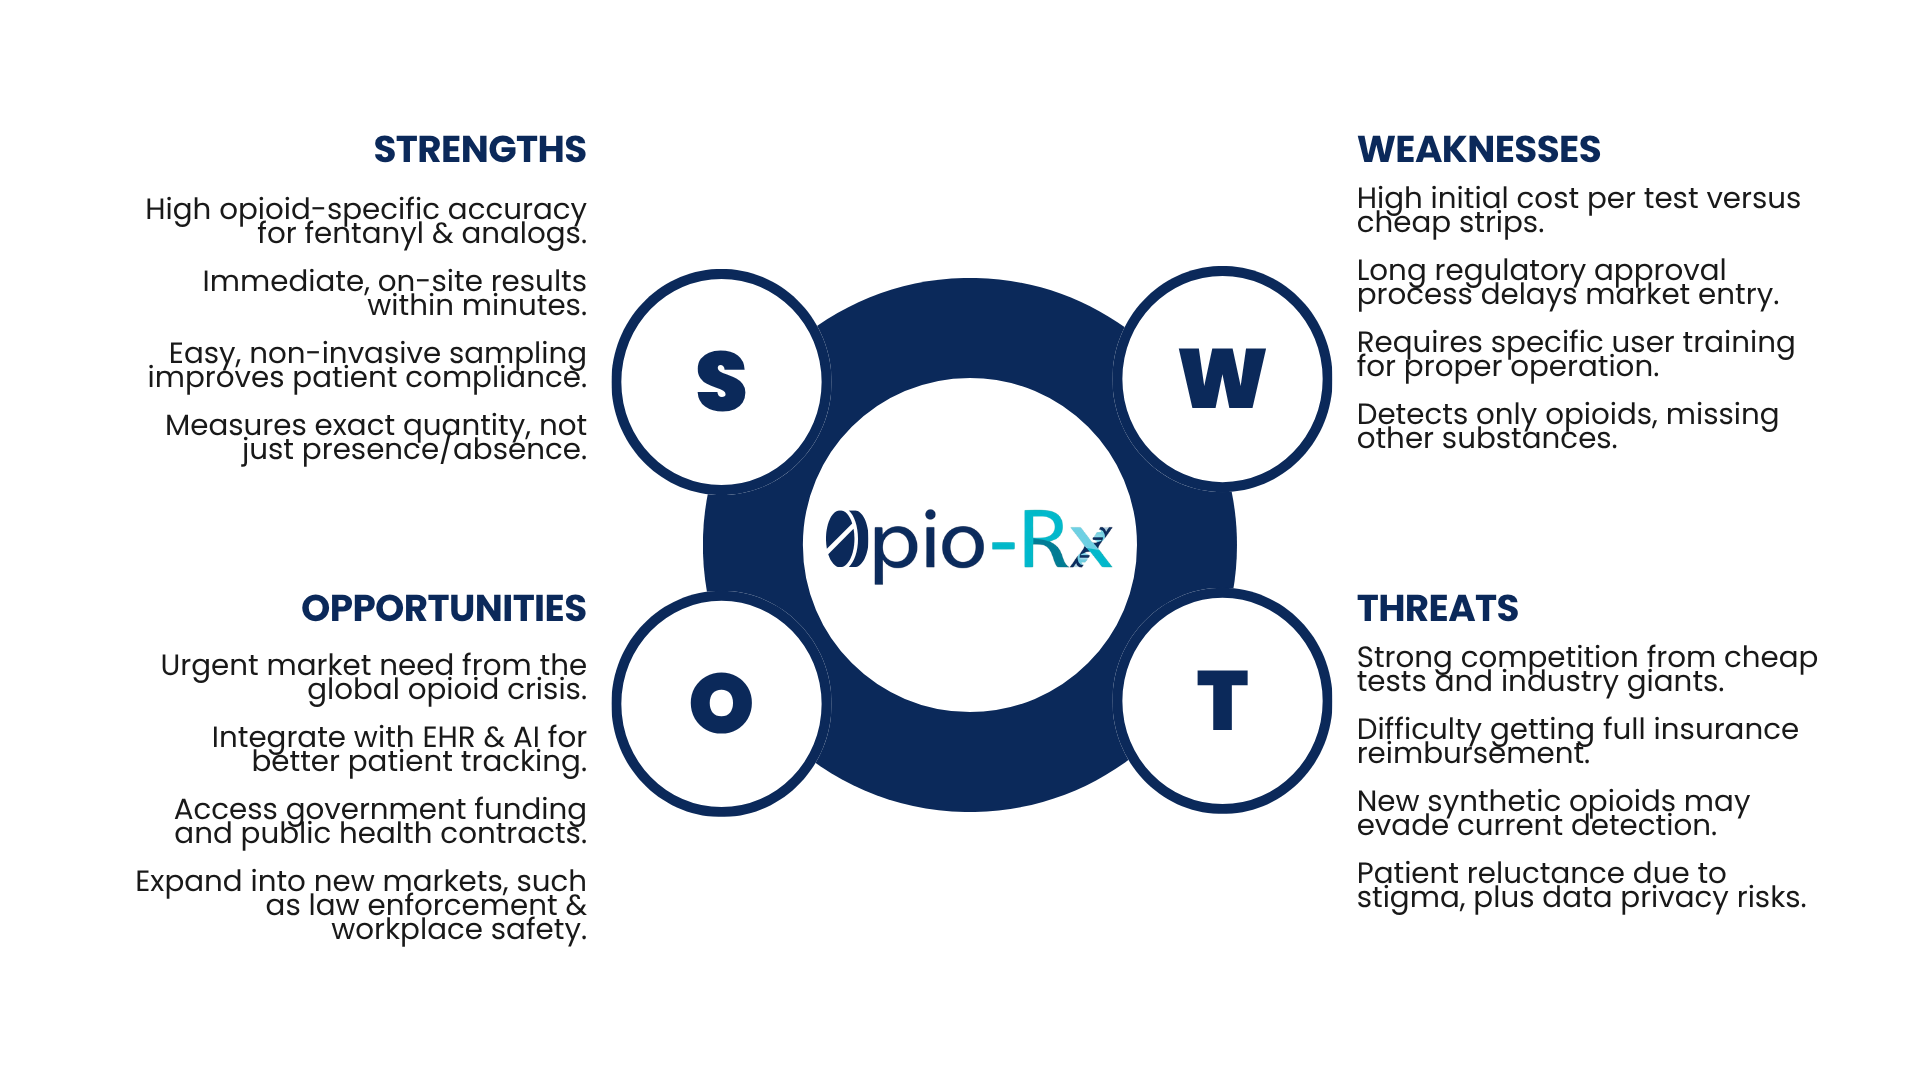 STRENGTHS
High opioid-specific accuracy
for fentanyl & analogs.
Immediate, on-site results
within minutes.
Easy, non-invasive sampling
improves patient compliance.
Measures exact quantity, not
just presence/absence.
WEAKNESSES
High initial cost per test versus
cheap strips.
Long regulatory approval
process delays market entry.
Requires specific user training
for proper operation.
Detects only opioids, missing
other substances.
S
W
Opio-Rx
O
T
OPPORTUNITIES
Urgent market need from the
global opioid crisis.
Integrate with EHR & AI for
better patient tracking.
Access government funding
and public health contracts.
Expand into new markets, such
as law enforcement &
workplace safety.
THREATS
Strong competition from cheap
tests and industry giants.
Difficulty getting full insurance
reimbursement.
New synthetic opioids may
evade current detection.
Patient reluctance due to
stigma, plus data privacy risks.